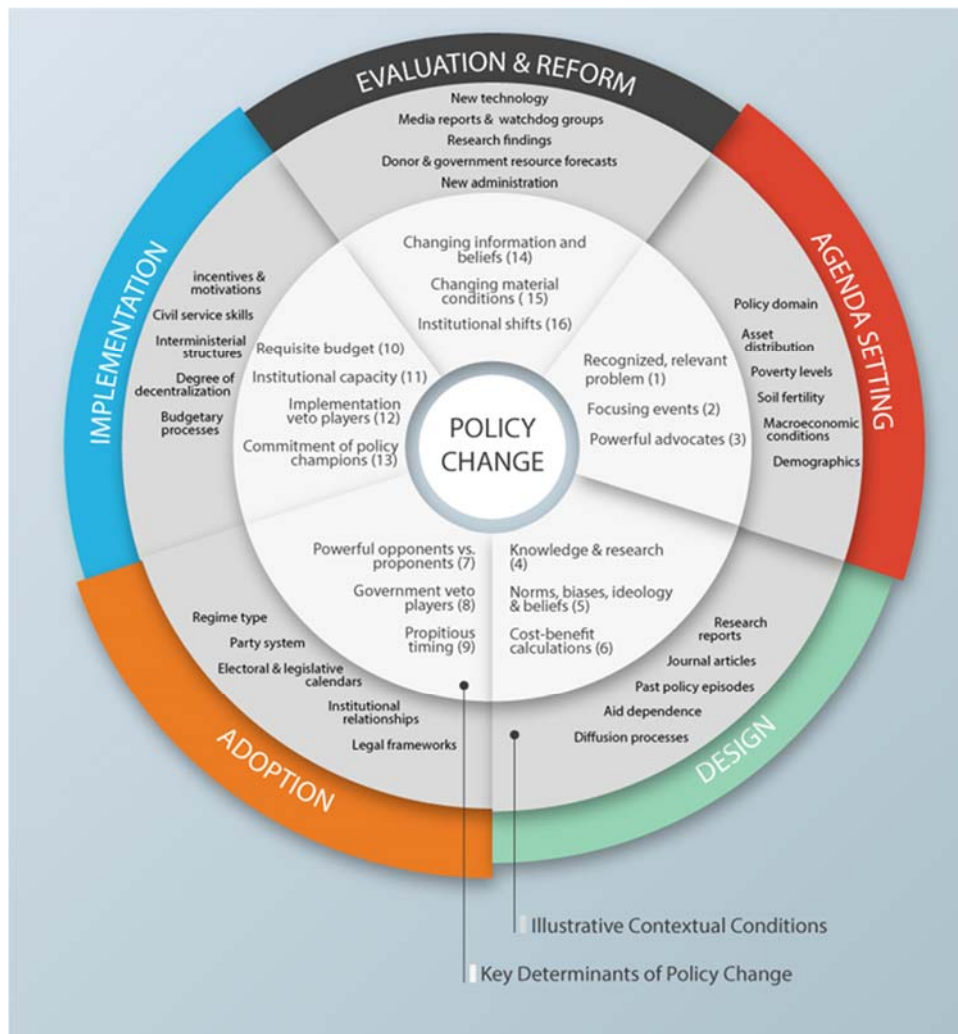 EVALUATION & REFORM
New technology
Media reports & watchdog groups
Research findings
Donor & government resource forecasts
New administration
Changing information and
beliefs (14)
Changing material
conditions ( 15)
Institutional shifts (16)
AGENDA SETTING
Policy domain
Asset
distribution
Poverty levels
Soil fertility
Macroeconomic
conditions
Demographics
Recognized, relevant
problem (1)
Focusing events (2)
Powerful advocates (3)
DESIGN
Research
reports
Journal articles
Past policy episodes
Aid dependence
Diffusion processes
Knowledge & research
(4)
Norms, biases, ideology
& beliefs (5)
Cost-benefit
calculations (6)
ADOPTION
Regime type
Party system
Electoral & legislative
calendars
Institutional
relationships
Legal frameworks
Powerful opponents vs.
proponents (7)
Government veto
players (8)
Propitious
timing (9)
IMPLEMENTATION
incentives &
motivations
Civil service skills
Interministerial
structures
Degree of
decentralization
Budgetary
processes
Requisite budget (10)
Institutional capacity (11)
Implementation
veto players (12)
Commitment of policy
champions (13)
POLICY
CHANGE
Illustrative Contextual Conditions
Key Determinants of Policy Change